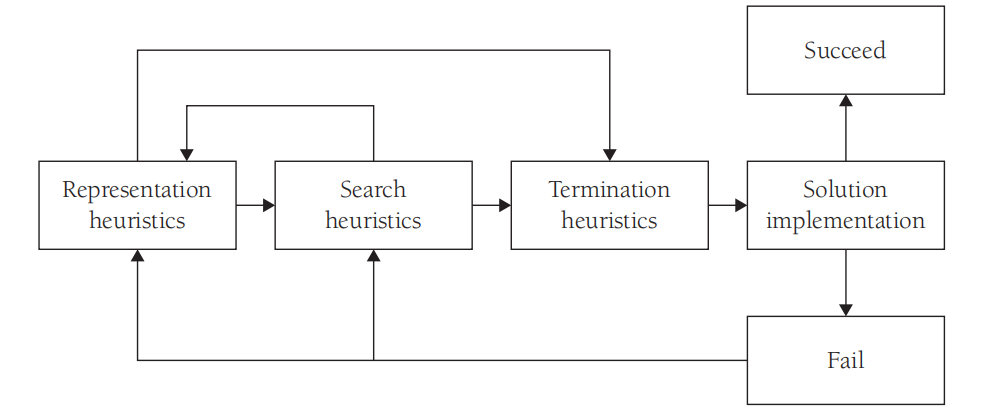 Succeed
Representation
heuristics
Search
heuristics
Termination
heuristics
Solution
implementation
Fail